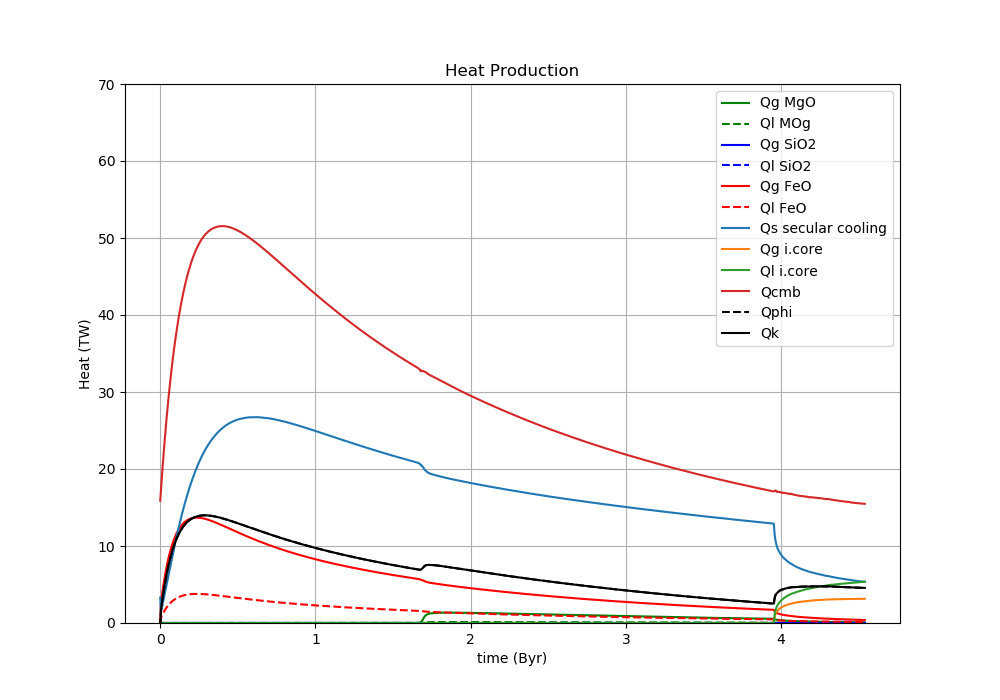 Heat Production
70
60
50
40
30
20
10
0
Heat (TW)
0 1 2 3 4
time (Byr)
Qg MgO
Ql MOg
Qg SiO2
Ql SiO2
Qg FeO
Ql FeO
Qs secular cooling
Qg i.core
Ql i.core
Qcmb
Qphi
Qk